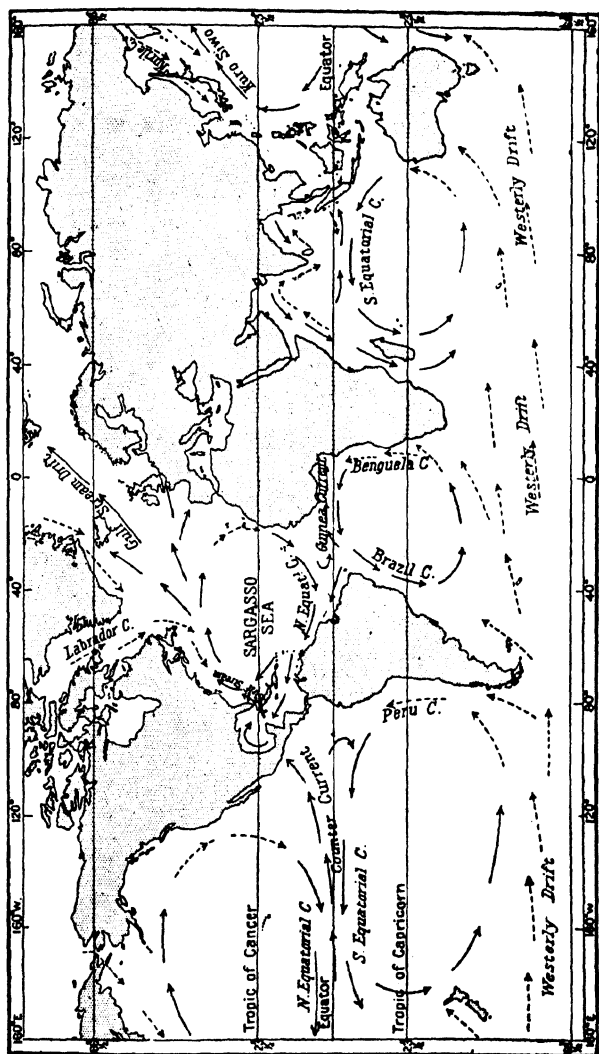 160°E
160°W
120°
80°
40°
0
40°
80°
120°
160°
Kuro Siwo
Gulf Stream Drift
Labrador C.
SARGASSO
SEA
Tropic of Cancer
N. Equatorial C
N. Equat! C.
Guinea Current
Counter Current
Equator
Equator
S. Equatorial C.
S. Equatorial C.
Tropic of Capricorn
Peru C.
Brazil C.
Benguela C
Westerly Drift
Westerly Drift
Westerly Drift